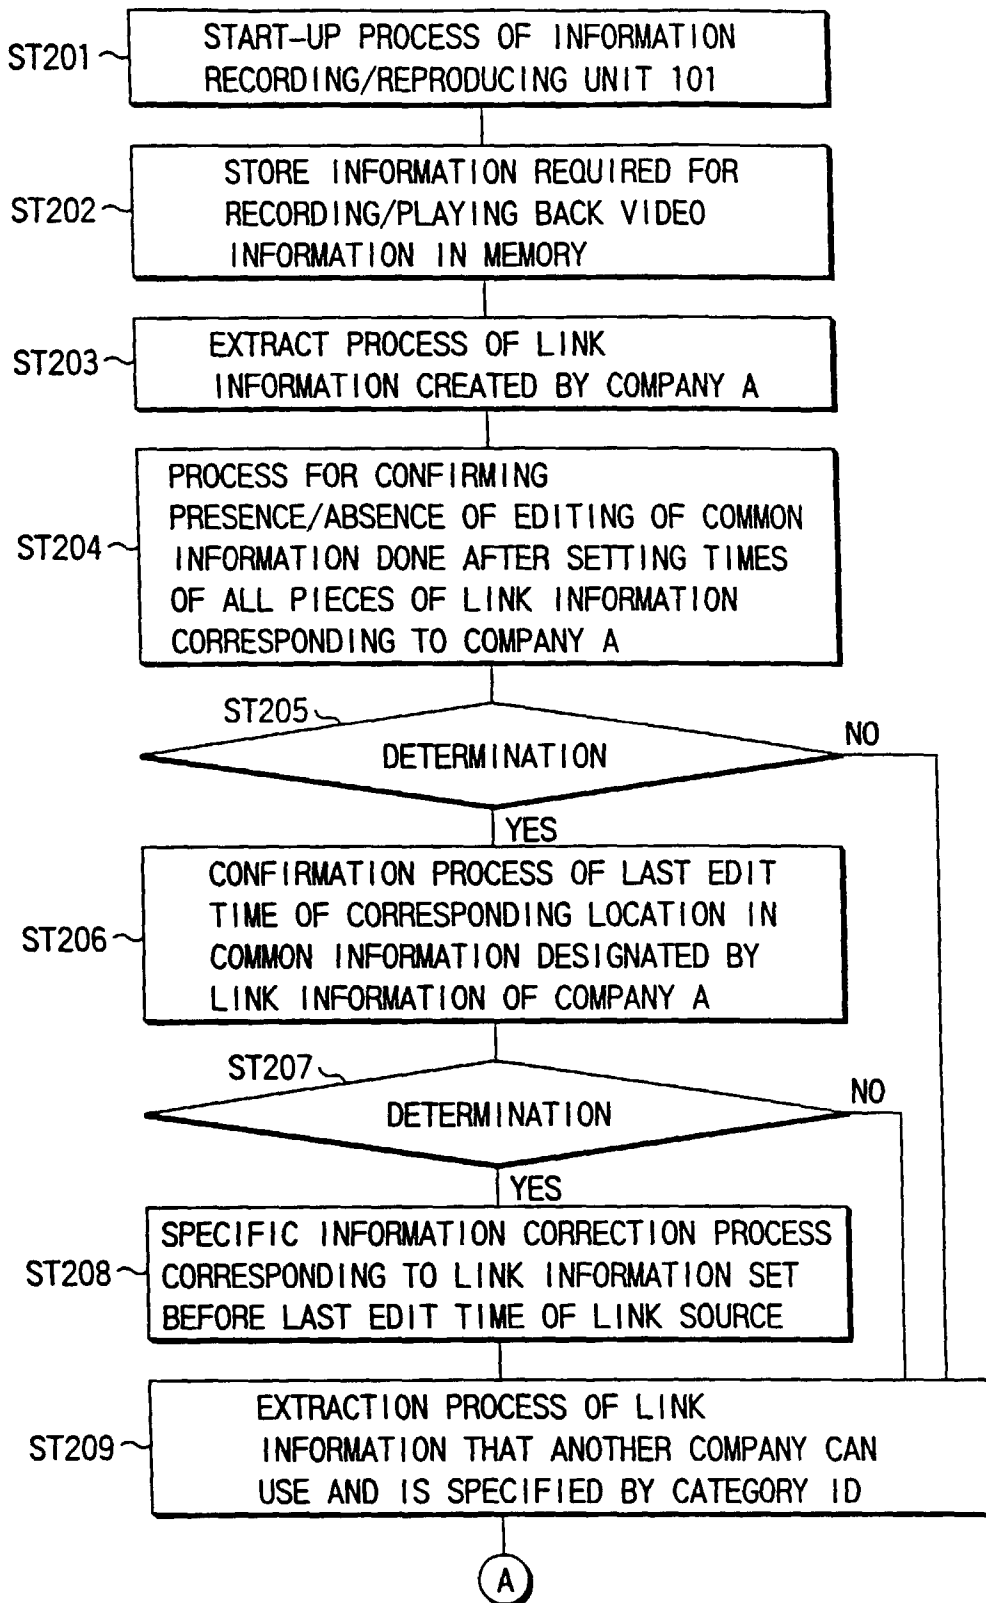 ST201
START-UP PROCESS OF INFORMATION
RECORDING/REPRODUCING UNIT 101
ST202
STORE INFORMATION REQUIRED FOR
RECORDING/PLAYING BACK VIDEO
INFORMATION IN MEMORY
ST203
EXTRACT PROCESS OF LINK
INFORMATION CREATED BY COMPANY A
ST204
PROCESS FOR CONFIRMING
PRESENCE/ABSENCE OF EDITING OF COMMON
INFORMATION DONE AFTER SETTING TIMES
OF ALL PIECES OF LINK INFORMATION
CORRESPONDING TO COMPANY A
ST205
DETERMINATION
NO
YES
ST206
CONFIRMATION PROCESS OF LAST EDIT
TIME OF CORRESPONDING LOCATION IN
COMMON INFORMATION DESIGNATED BY
LINK INFORMATION OF COMPANY A
ST207
DETERMINATION
NO
YES
ST208
SPECIFIC INFORMATION CORRECTION PROCESS
CORRESPONDING TO LINK INFORMATION SET
BEFORE LAST EDIT TIME OF LINK SOURCE
ST209
EXTRACTION PROCESS OF LINK
INFORMATION THAT ANOTHER COMPANY CAN
USE AND IS SPECIFIED BY CATEGORY ID
A